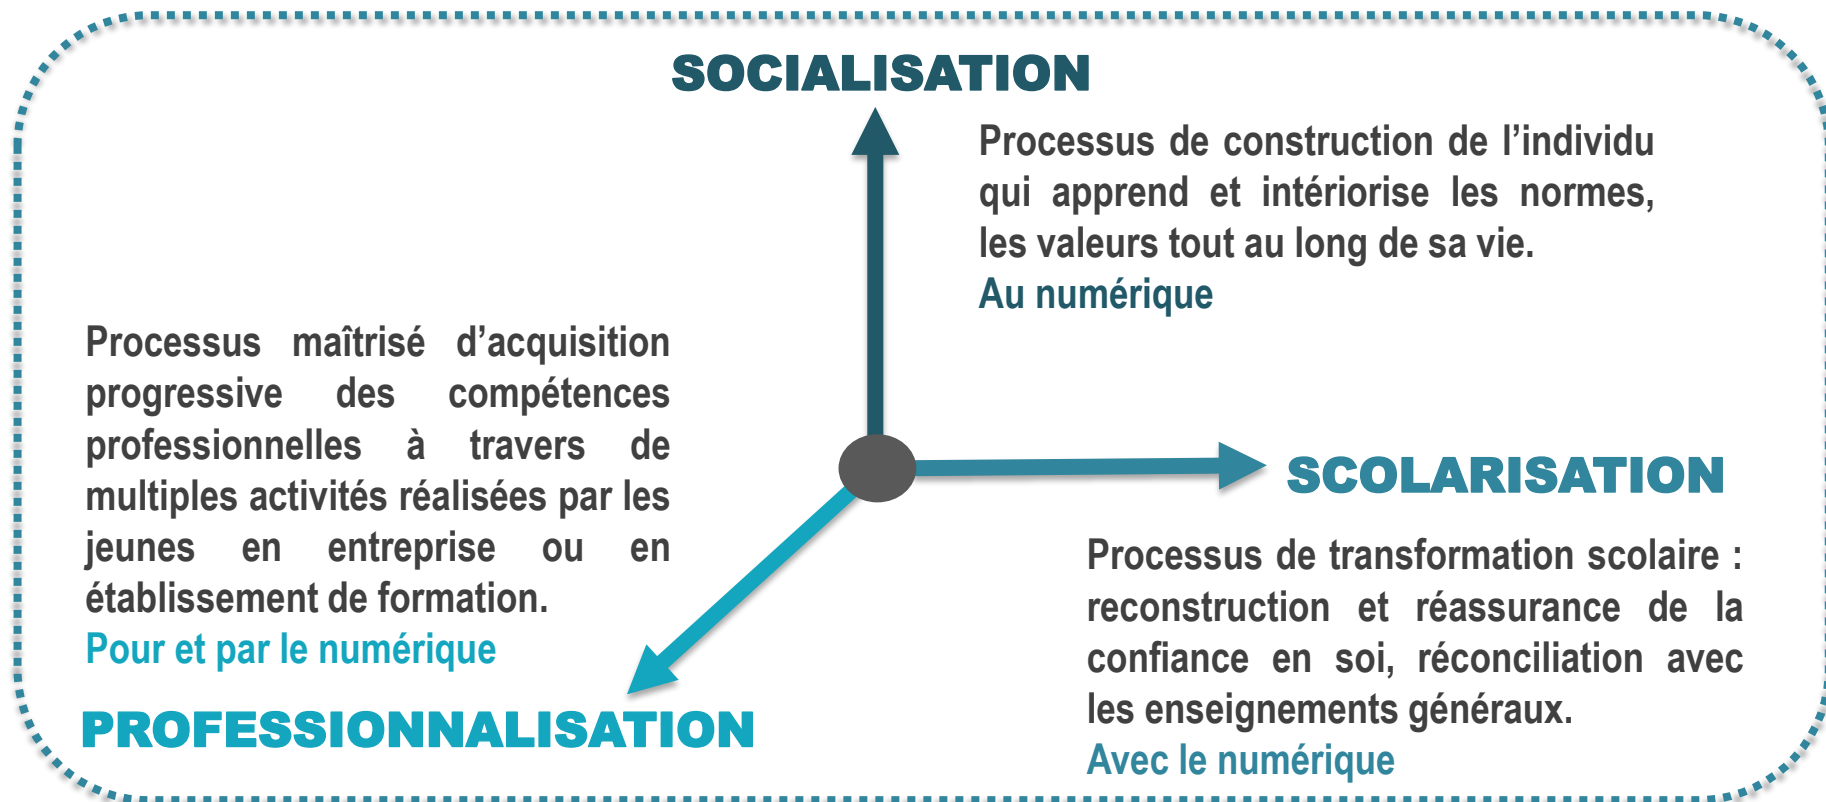 SOCIALISATION
Processus de construction de l’individu
qui apprend et intériorise les normes,
les valeurs tout au long de sa vie.
Au numérique
Processus maîtrisé d’acquisition
progressive des compétences
professionnelles à travers de
multiples activités réalisées par les
jeunes en entreprise ou en
établissement de formation.
Pour et par le numérique
PROFESSIONNALISATION
SCOLARISATION
Processus de transformation scolaire :
reconstruction et réassurance de la
confiance en soi, réconciliation avec
les enseignements généraux.
Avec le numérique